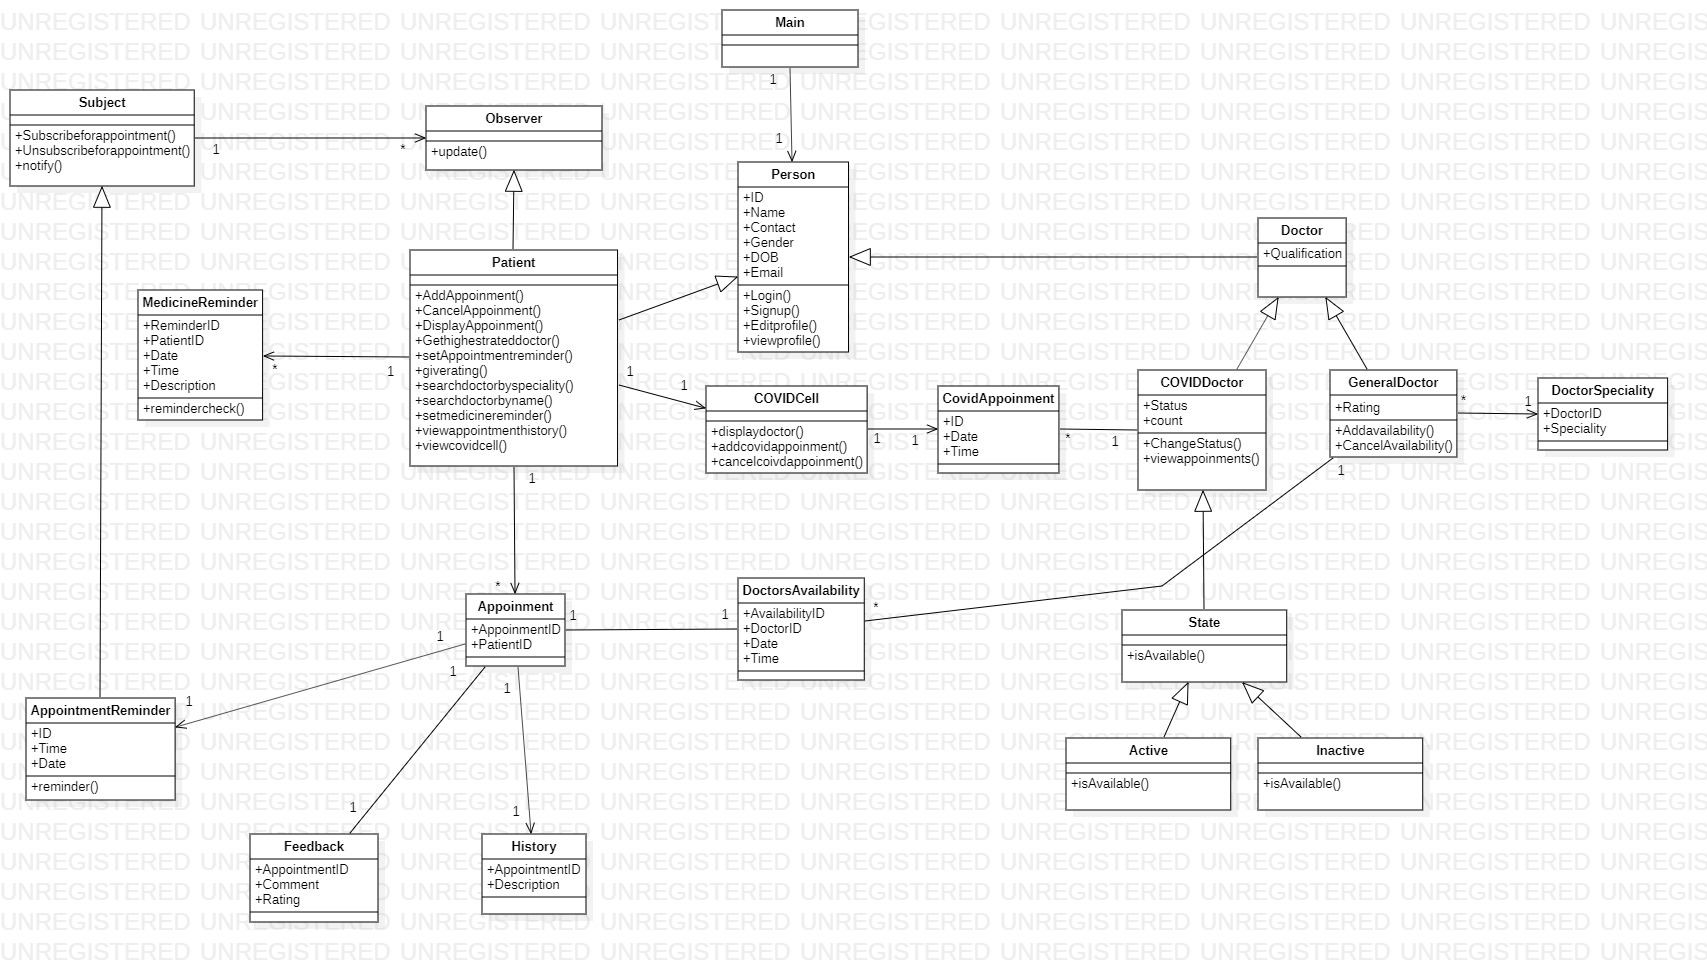 Main
1
1
Subject
+Subscribeforappointment()
+Unsubscribeforappointment()
+notify()
1
*
Observer
+update()
Person
+ID
+Name
+Contact
+Gender
+DOB
+Email
+Login()
+Signup()
+Editprofile()
+viewprofile()
Doctor
+Qualification
Patient
+AddAppoinment()
+CancelAppoinment()
+DisplayAppoinment()
+Gethighestrateddoctor()
+setAppointmentreminder()
+giverating()
+searchdoctorbyspeciality()
+searchdoctorbyname()
+setmedicinereminder()
+viewappointmenthistory()
+viewcovidcell()
MedicineReminder
+ReminderID
+PatientID
+Date
+Time
+Description
+remindercheck()
*
1
1
1
COVIDCell
+displaydoctor()
+addcovidappoinment()
+cancelcoivdappoinment()
1
1
CovidAppoinment
+ID
+Date
+Time
*
1
COVIDDoctor
+Status
+count
+ChangeStatus()
+viewappoinments()
GeneralDoctor
+Rating
+Addavailability()
+CancelAvailability()
*
1
DoctorSpeciality
+DoctorID
+Speciality
1
1
*
Appoinment
+AppoinmentID
+PatientID
1
1
DoctorsAvailability
+AvailabilityID
+DoctorID
+Date
+Time
*
State
+isAvailable()
1
1
1
1
AppointmentReminder
+ID
+Time
+Date
+reminder()
Active
+isAvailable()
Inactive
+isAvailable()
1
1
Feedback
+AppointmentID
+Comment
+Rating
History
+AppointmentID
+Description
UNREGISTERED